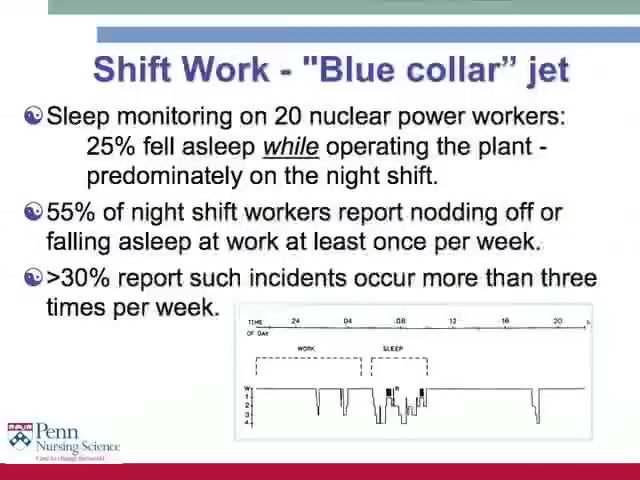 Shift Work - "Blue collar” jet
Sleep monitoring on 20 nuclear power workers:
25% fell asleep while operating the plant -
predominately on the night shift.
55% of night shift workers report nodding off or
falling asleep at work at least once per week.
>30% report such incidents occur more than three
times per week.
TIME 24 04 08 12 16 20 h
OF DAY
WORK SLEEP
W R
1
2
3
4
Penn
Nursing Science